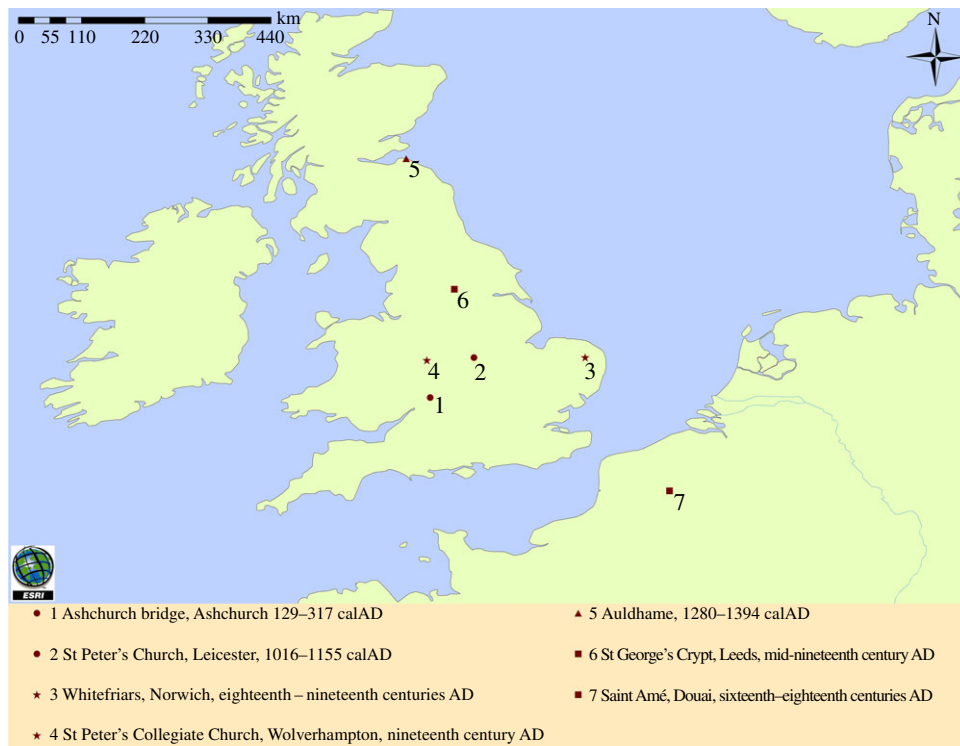 km
0 55 110 220 330 440
N
5
6
4 2 3
1
7
ESRI
1 Ashchurch bridge, Ashchurch 129–317 calAD
2 St Peter’s Church, Leicester, 1016–1155 calAD
3 Whitefriars, Norwich, eighteenth – nineteenth centuries AD
4 St Peter’s Collegiate Church, Wolverhampton, nineteenth century AD
5 Auldhame, 1280–1394 calAD
6 St George’s Crypt, Leeds, mid-nineteenth century AD
7 Saint Amé, Douai, sixteenth–eighteenth centuries AD